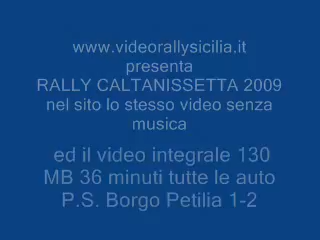 www.videorallysicilia.it
presenta
RALLY CALTANISSETTA 2009
nel sito lo stesso video senza
musica
ed il video integrale 130
MB 36 minuti tutte le auto
P.S. Borgo Petilia 1-2